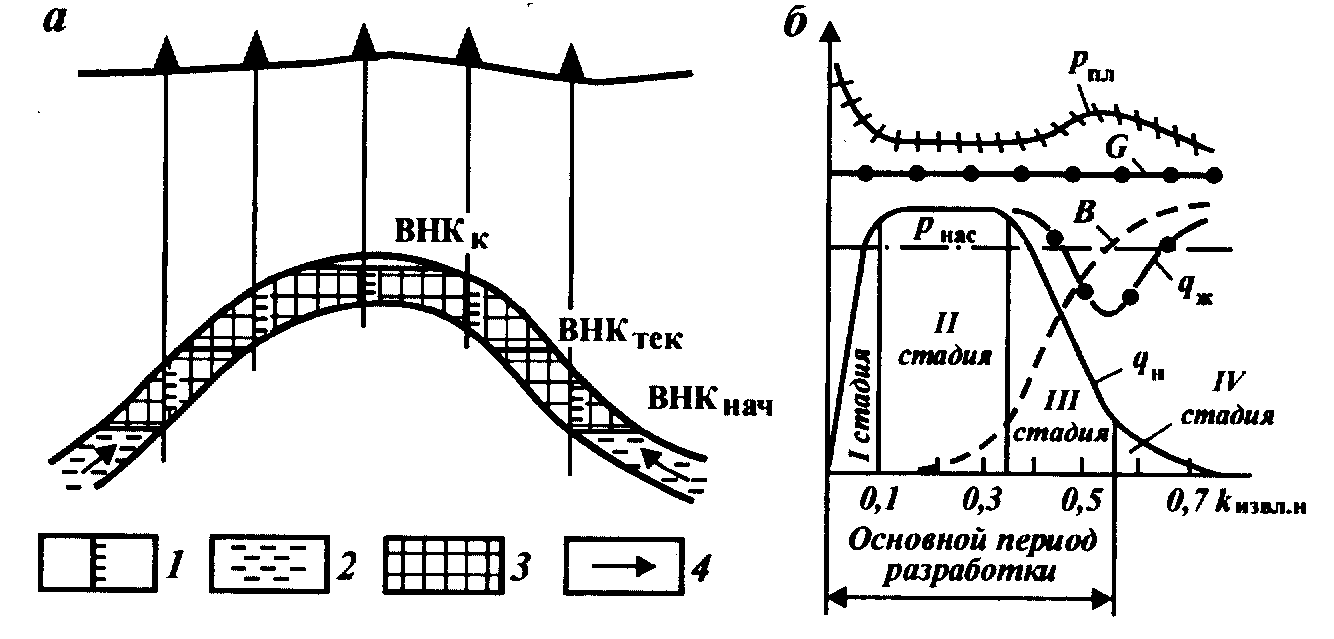 а
ВНК к
ВНК тек
ВНК нач
1
2
3
4
б
р пл
G
р нас
В
q ж
II
стадия
I стадия
q н
III
стадия
IV
стадия
0,1
0,3
0,5
0,7 k извл.н
Основной период
разработки